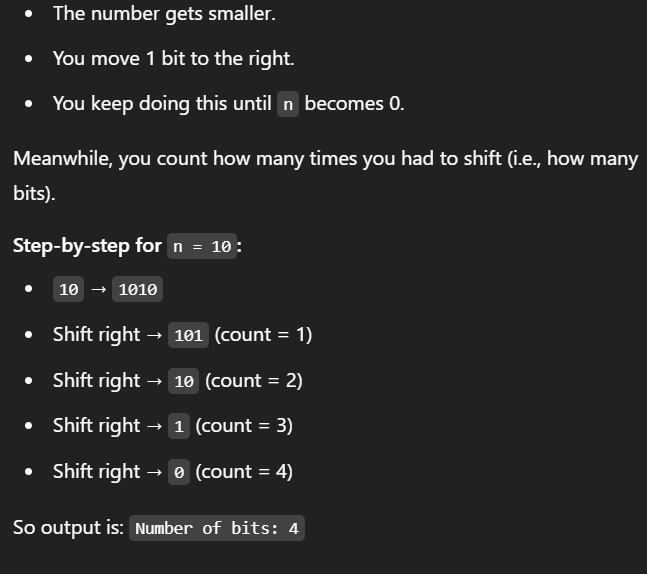 • The number gets smaller.
• You move 1 bit to the right.
• You keep doing this until n becomes 0.
Meanwhile, you count how many times you had to shift (i.e., how many
bits).
Step-by-step for n = 10:
• 10 → 1010
• Shift right → 101 (count = 1)
• Shift right → 10 (count = 2)
• Shift right → 1 (count = 3)
• Shift right → 0 (count = 4)
So output is: Number of bits: 4